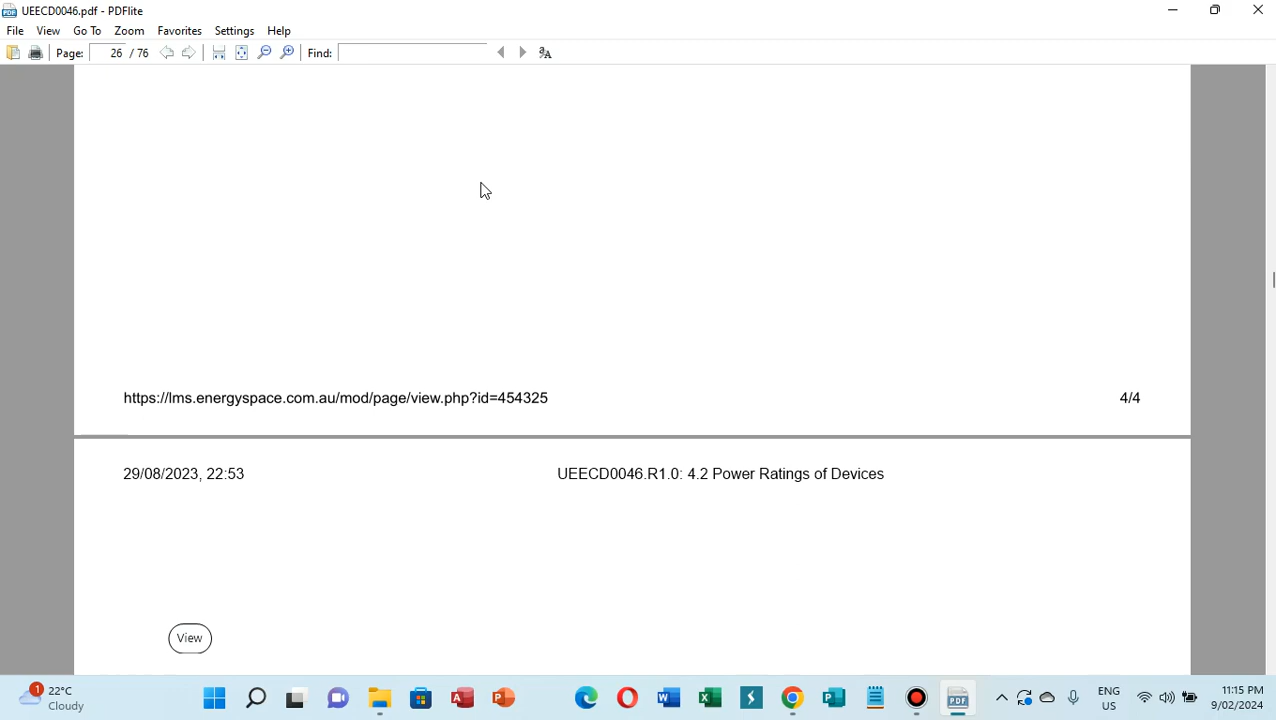 UEECD0046.pdf - PDFlite
File View Go To Zoom Favorites Settings Help
Page: 26 / 76 Find:
https://lms.energyspace.com.au/mod/page/view.php?id=454325 4/4
29/08/2023, 22:53 UEECD0046.R1.0: 4.2 Power Ratings of Devices
View
1 22°C
Cloudy
ENG
US
11:15 PM
9/02/2024